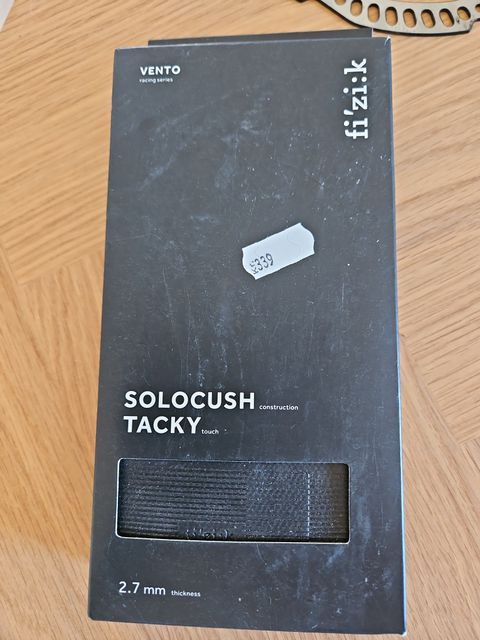 VENTO
racing series
fi'zi:k
339
SOLOCUSH construction
TACKY touch
2.7 mm thickness